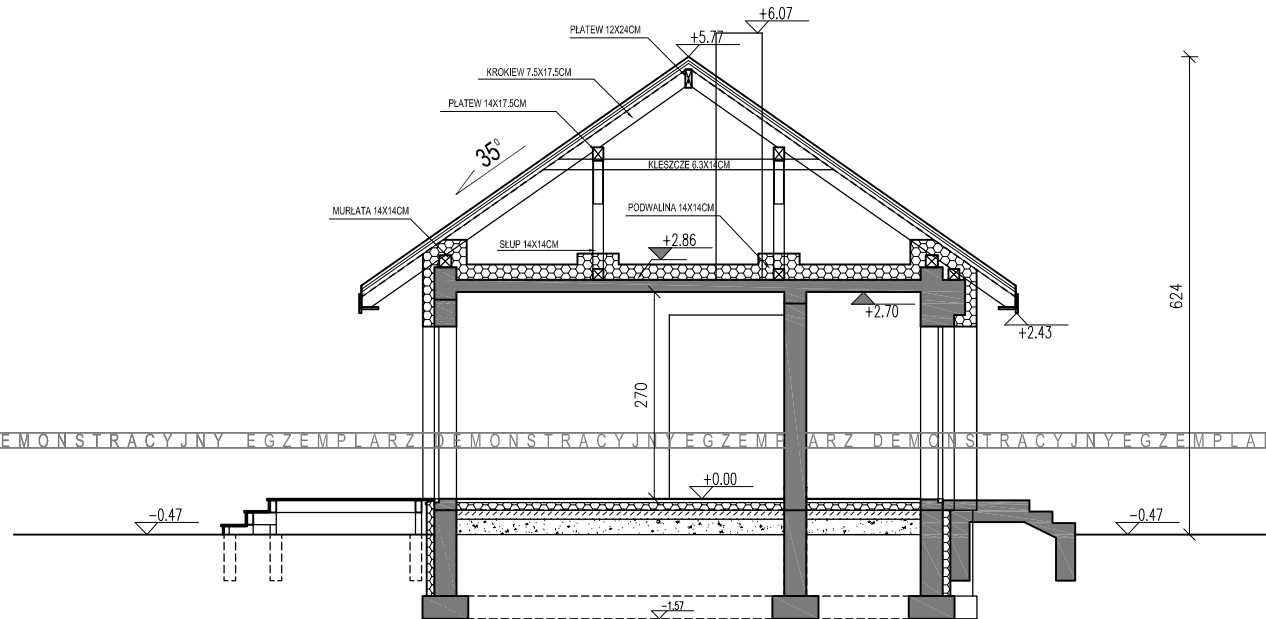 +6.07
PŁATEW 12X24CM
+5.77
KROKIEW 7.5X17.5CM
PŁATEW 14X17.5CM
35°
KLESZCZE 6.3X14CM
MURŁATA 14X14CM
PODWALINA 14X14CM
SŁUP 14X14CM
+2.86
624
+2.70
+2.43
270
EMONSTRACYJNY EGZEMPLARZ DEMONSTRACYJNY EGZEMPLARZ DEMONSTRACYJNY EGZEMPLA
+0.00
-0.47
-0.47
-1.57